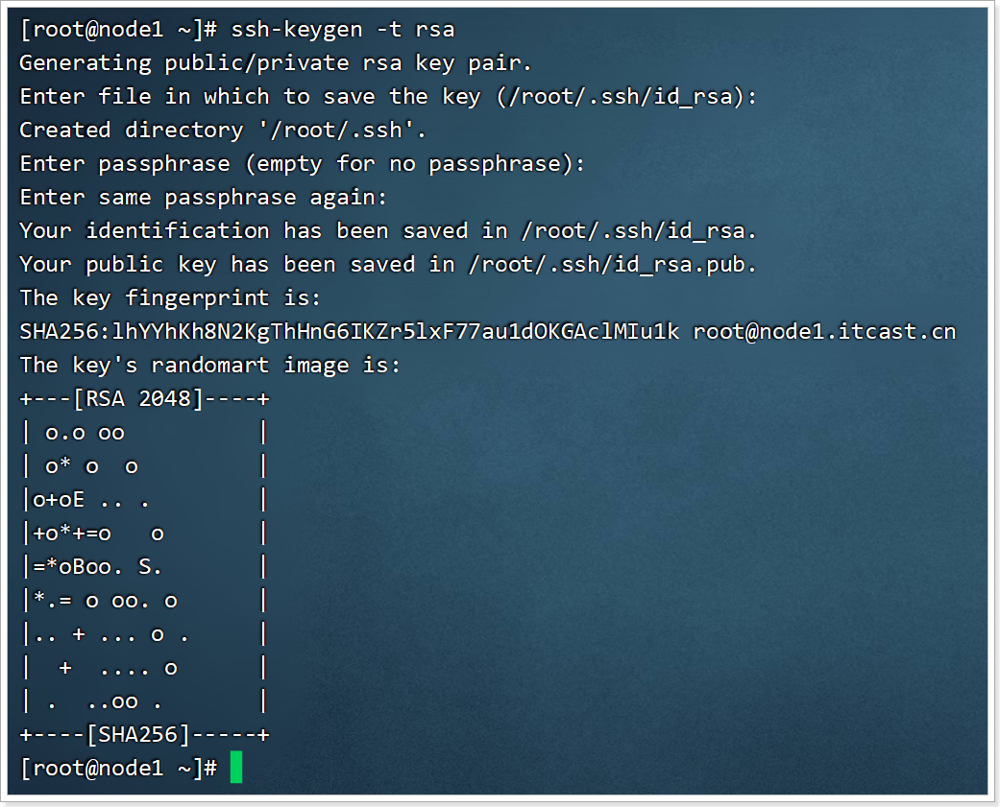 [root@node1 ~]# ssh-keygen -t rsa
Generating public/private rsa key pair.
Enter file in which to save the key (/root/.ssh/id_rsa):
Created directory '/root/.ssh'.
Enter passphrase (empty for no passphrase):
Enter same passphrase again:
Your identification has been saved in /root/.ssh/id_rsa.
Your public key has been saved in /root/.ssh/id_rsa.pub.
The key fingerprint is:
SHA256:lhYYhKh8N2KgThHnG6IKZr5lxF77au1dOKGAclMIu1k root@node1.itcast.cn
The key's randomart image is:
+---[RSA 2048]----+
| o.o oo          |
| o* o  o         |
|o+oE .. .        |
|+o*+=o   o       |
|=*oBoo. S.       |
|*.= o oo. o      |
|.. + ... o .     |
|  +  .... o      |
| .  ..oo .       |
+----[SHA256]-----+
[root@node1 ~]#